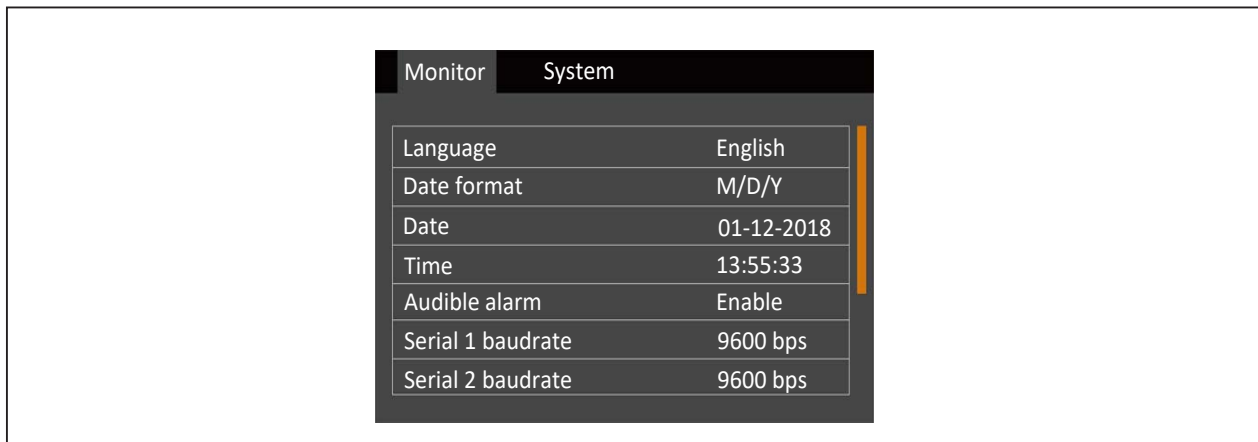 Monitor System
Language English
Date format M/D/Y
Date 01-12-2018
Time 13:55:33
Audible alarm Enable
Serial 1 baudrate 9600 bps
Serial 2 baudrate 9600 bps